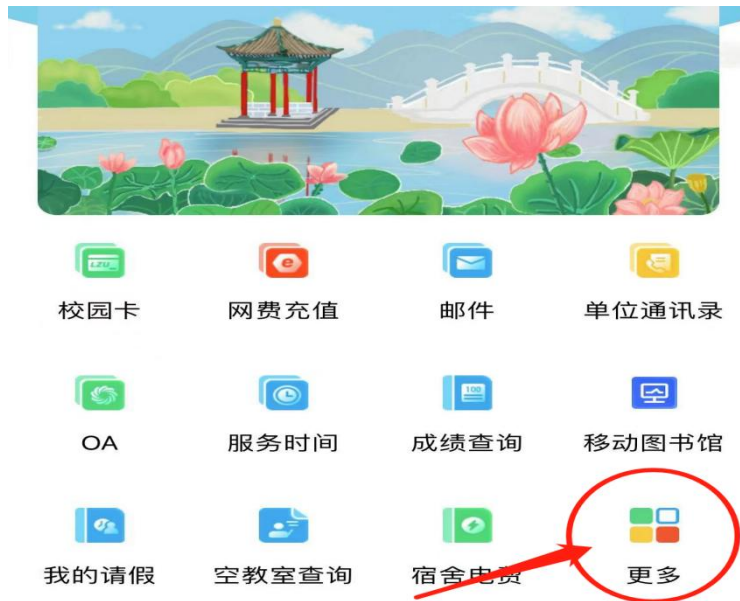 LZU_
校园卡
网费充值
邮件
单位通讯录
100
OA
服务时间
成绩查询
移动图书馆
我的请假
空教室查询
宿舍电费
更多